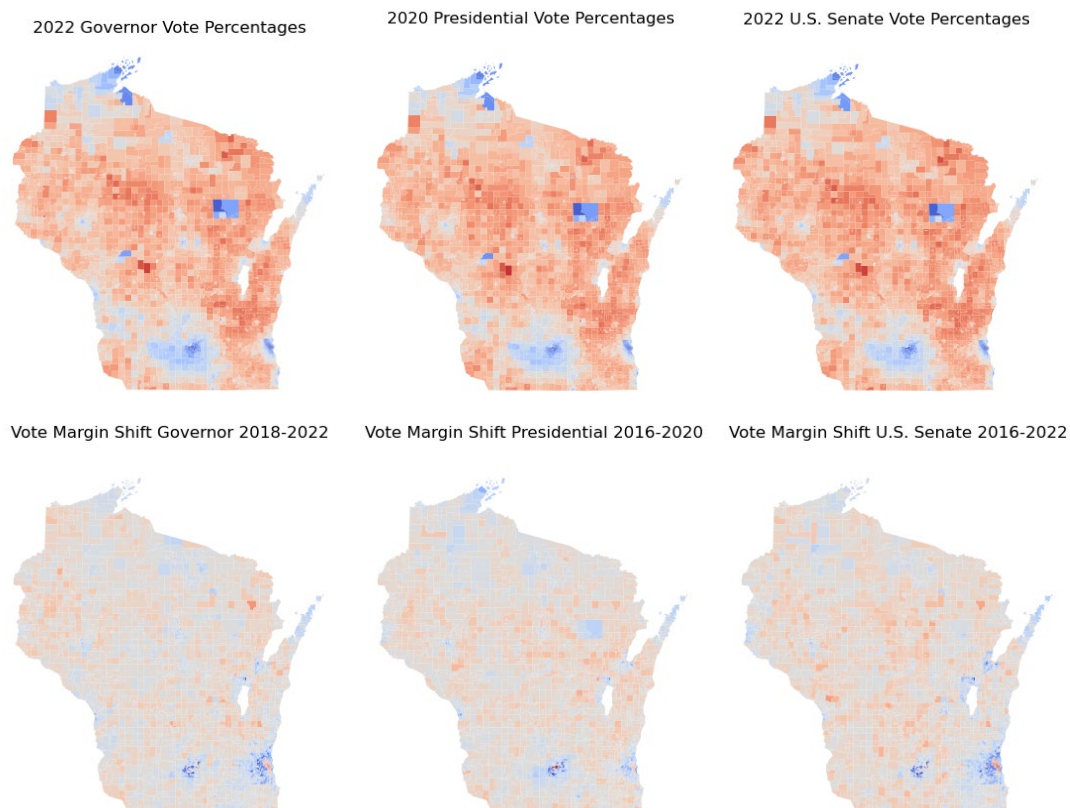 2022 Governor Vote Percentages
2020 Presidential Vote Percentages
2022 U.S. Senate Vote Percentages
Vote Margin Shift Governor 2018-2022
Vote Margin Shift Presidential 2016-2020
Vote Margin Shift U.S. Senate 2016-2022